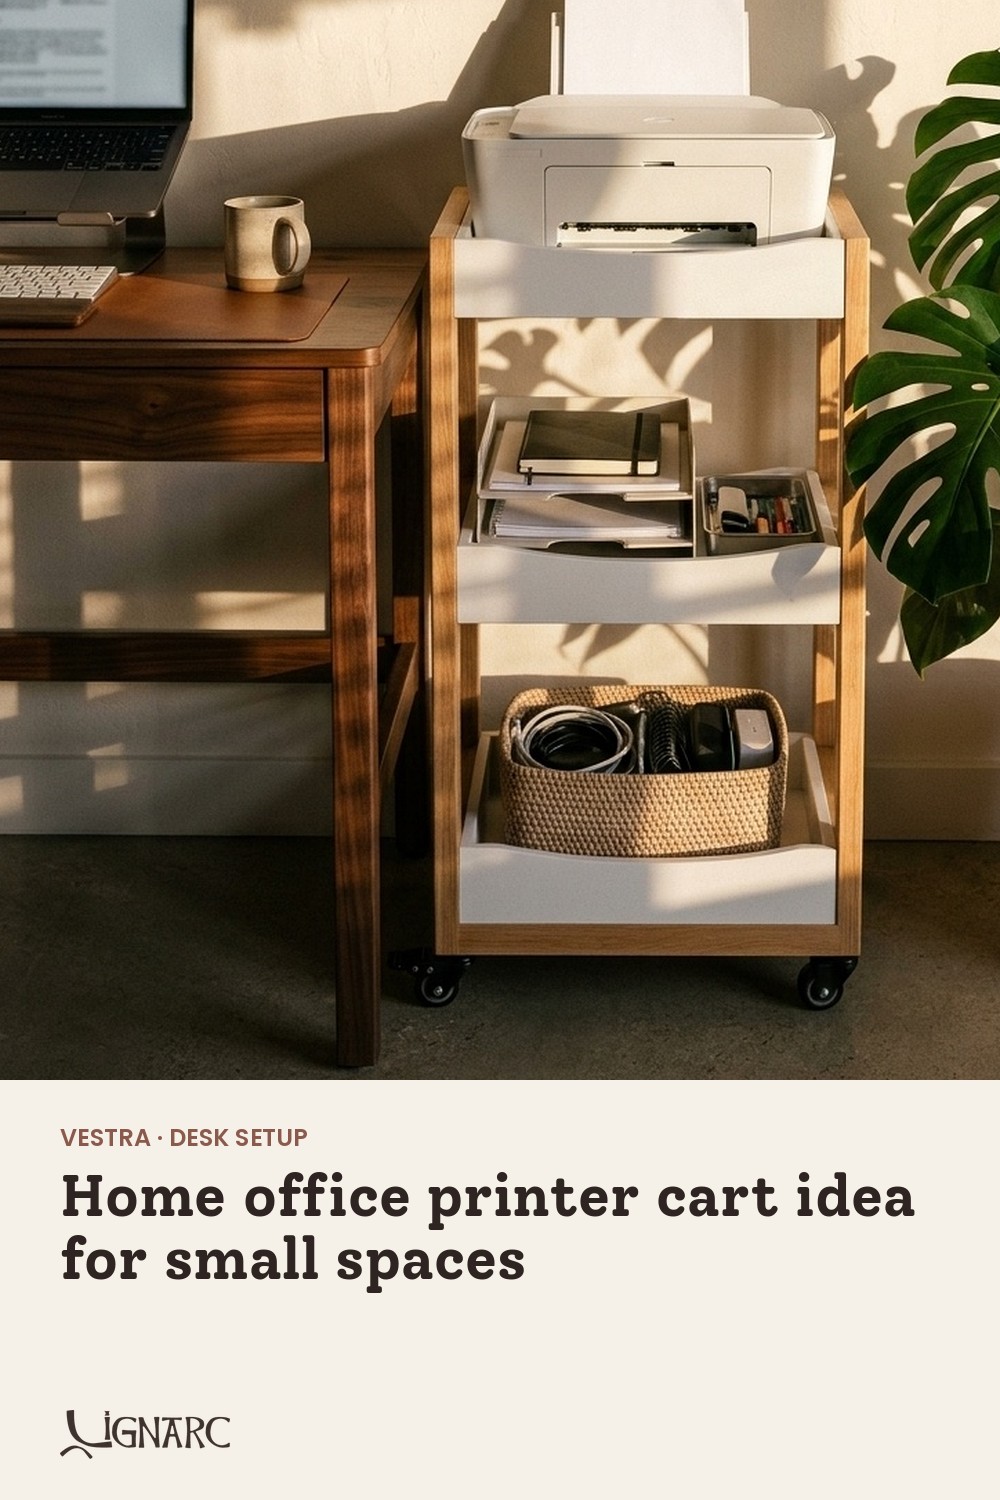 VESTRA · DESK SETUP
Home office printer cart idea
for small spaces
LIGNARC